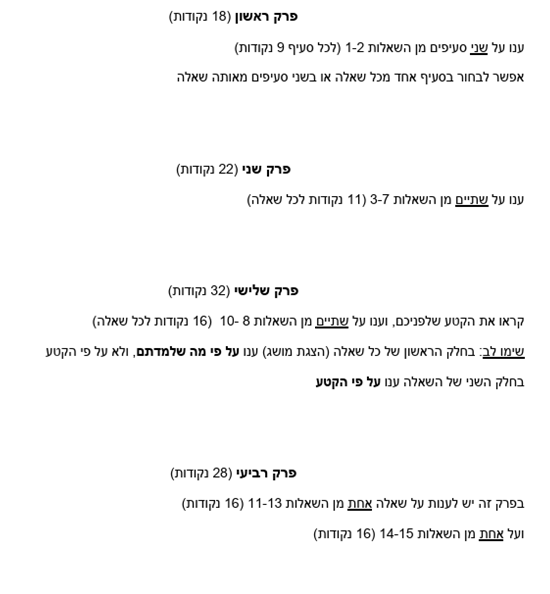 פרק ראשון (18 נקודות)
ענו על שני סעיפים מן השאלות 1-2 (לכל סעיף 9 נקודות)
אפשר לבחור בסעיף אחד מכל שאלה או בשני סעיפים מאותה שאלה
פרק שני (22 נקודות)
ענו על שתיים מן השאלות 3-7 (11 נקודות לכל שאלה)
פרק שלישי (32 נקודות)
קראו את הקטע שלפניכם, וענו על שתיים מן השאלות 8 -10 (16 נקודות לכל שאלה)
שימו לב: בחלק הראשון של כל שאלה (הצגת מושג) ענו על פי מה שלמדתם, ולא על פי הקטע
בחלק השני של השאלה ענו על פי הקטע
פרק רביעי (28 נקודות)
בפרק זה יש לענות על שאלה אחת מן השאלות 11-13 (16 נקודות)
ועל אחת מן השאלות 14-15 (16 נקודות)